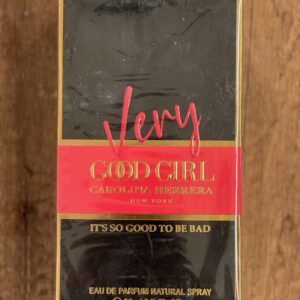 Very
GOOD GIRL
CAROLINA HERRERA
NEW YORK
IT'S SO GOOD TO BE BAD
EAU DE PARFUM NATURAL SPRAY